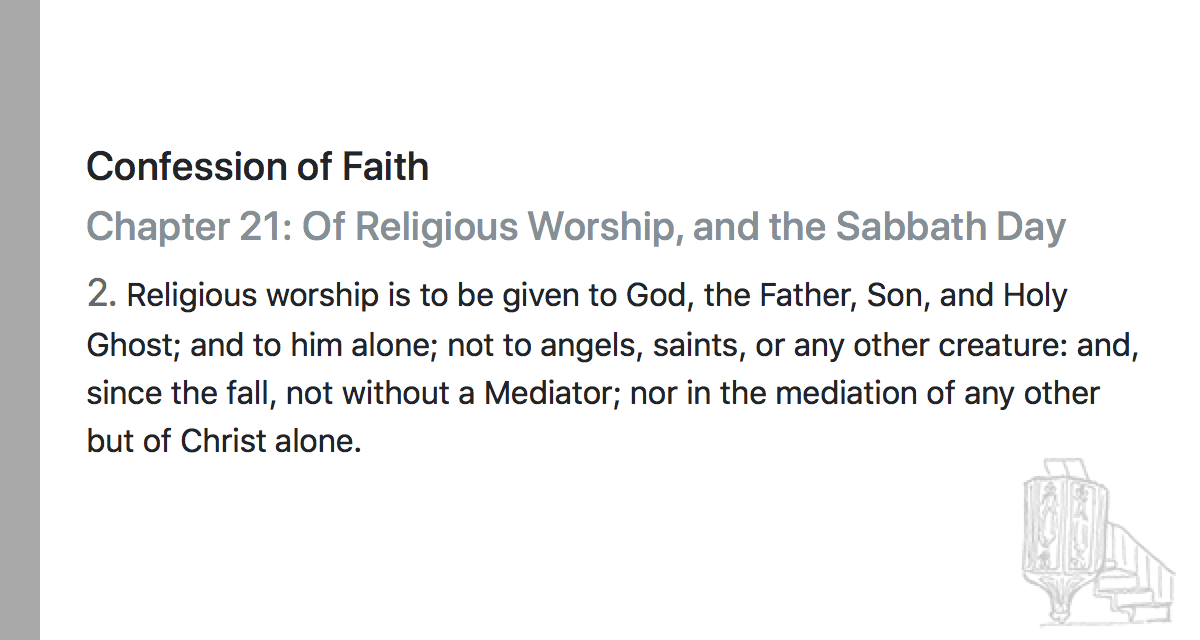 Confession of Faith
Chapter 21: Of Religious Worship, and the Sabbath Day
2. Religious worship is to be given to God, the Father, Son, and Holy
Ghost; and to him alone; not to angels, saints, or any other creature: and,
since the fall, not without a Mediator; nor in the mediation of any other
but of Christ alone.